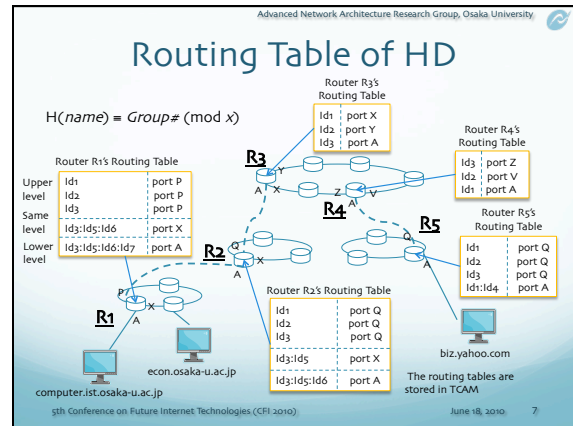 Advanced Network Architecture Research Group, Osaka University
Routing Table of HD
H(name) ≡ Group# (mod x)
Router R3's
Routing Table
Id1 port X
Id2 port Y
Id3 port A
Router R4's
Routing Table
Id3 port Z
Id2 port V
Id1 port A
Router R1's Routing Table
Upper
level
Same
level
Lower
level
Id1 port P
Id2 port P
Id3 port P
Id3:Id5:Id6 port X
Id3:Id5:Id6:Id7 port A
R3
Y
A X
Z V
A
R4
R2
Q
X
A
R5
Q
A
Router R5's
Routing Table
Id1 port Q
Id2 port Q
Id3 port Q
Id1:Id4 port A
P
X
A
R1
Router R2's Routing Table
Id1 port Q
Id2 port Q
Id3 port Q
Id3:Id5 port X
Id3:Id5:Id6 port A
econ.osaka-u.ac.jp
computer.ist.osaka-u.ac.jp
biz.yahoo.com
The routing tables are
stored in TCAM
5th Conference on Future Internet Technologies (CFI 2010) June 18, 2010 7